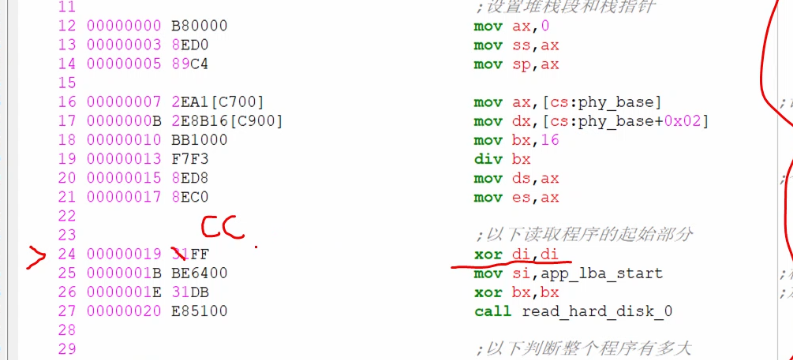 11 ;设置堆栈段和栈指针
12 00000000 B80000 mov ax,0
13 00000003 8ED0 mov ss,ax
14 00000005 89C4 mov sp,ax
15
16 00000007 2EA1[C700] mov ax,[cs:phy_base]
17 0000000B 2E8B16[C900] mov dx,[cs:phy_base+0x02]
18 00000010 BB1000 mov bx,16
19 00000013 F7F3 div bx
20 00000015 8ED8 mov ds,ax
21 00000017 8EC0 mov es,ax
22
CC
23 ;以下读取程序的起始部分
24 00000019 31FF xor di,di
25 0000001B BE6400 mov si,app_lba_start
26 0000001E 31DB xor bx,bx
27 00000020 E85100 call read_hard_disk_0
28
29 ;以下判断整个程序有多大